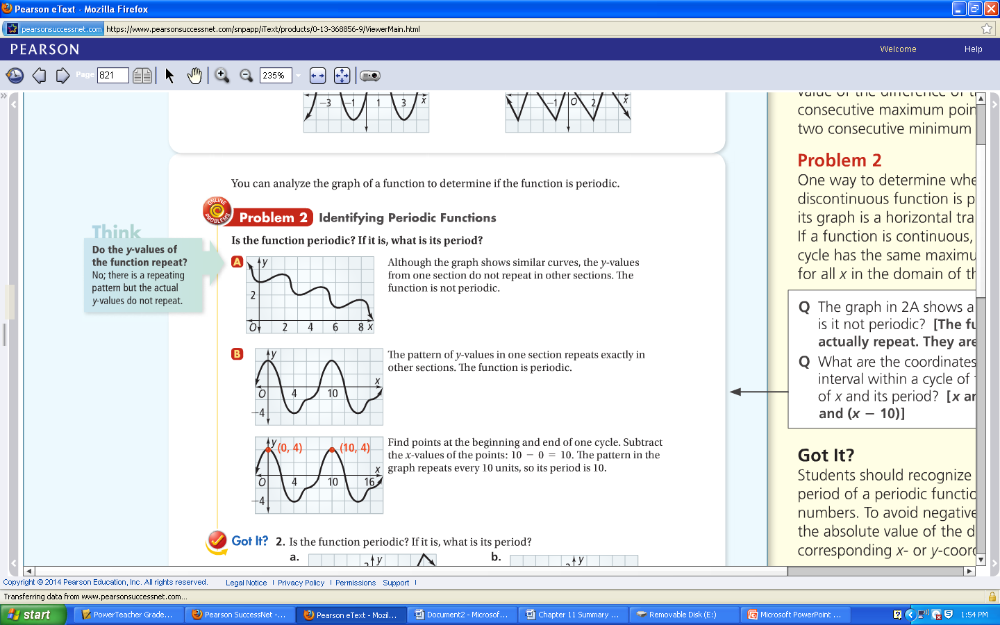 Pearson eText - Mozilla Firefox
pearsonsuccessnet.com https://www.pearsonsuccessnet.com/snpapp/iText/products/0-13-368856-9/ViewerMain.html
PEARSON Welcome Help
Page 821 235%
−3 −1 1 3 x
−1 O 2 x
You can analyze the graph of a function to determine if the function is periodic.
ONLINE PROBLEMS
Problem 2 Identifying Periodic Functions
Is the function periodic? If it is, what is its period?
Think
Do the y-values of
the function repeat?
No; there is a repeating
pattern but the actual
y-values do not repeat.
A
y
2
O 2 4 6 8 x
Although the graph shows similar curves, the y-values
from one section do not repeat in other sections. The
function is not periodic.
B
y
x
O 4 10
−4
The pattern of y-values in one section repeats exactly in
other sections. The function is periodic.
y (0, 4) (10, 4)
x
O 4 10 16
−4
Find points at the beginning and end of one cycle. Subtract
the x-values of the points: 10 − 0 = 10. The pattern in the
graph repeats every 10 units, so its period is 10.
Got It? 2. Is the function periodic? If it is, what is its period?
a. y
b. y
value of the difference of t
consecutive maximum poin
two consecutive minimum
Problem 2
One way to determine whe
discontinuous function is p
its graph is a horizontal tra
If a function is continuous,
cycle has the same maximu
for all x in the domain of th
Q The graph in 2A shows a
is it not periodic? [The fu
actually repeat. They are
Q What are the coordinates
interval within a cycle of
of x and its period? [x ar
and (x − 10)]
Got It?
Students should recognize
period of a periodic functio
numbers. To avoid negative
the absolute value of the d
corresponding x- or y-coord
Copyright © 2014 Pearson Education, Inc. All rights reserved. Legal Notice | Privacy Policy | Permissions Support |
Transferring data from www.pearsonsuccessnet.com...
start PowerTeacher Grade... Pearson SuccessNet -... Pearson eText - Mozil... Document2 - Microsof... Chapter 11 Summary ... Removable Disk (E:) Microsoft PowerPoint ... 1:54 PM